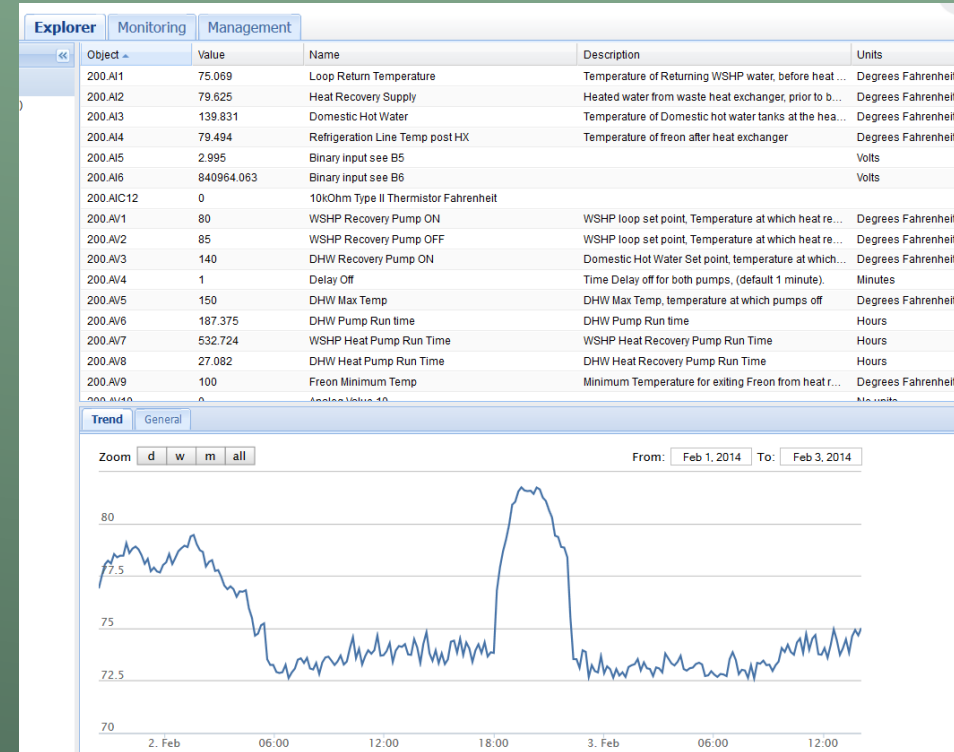 Explorer Monitoring Management
Object Value Name Description Units
200.AI1 75.069 Loop Return Temperature Temperature of Returning WSHP water, before heat ... Degrees Fahrenheit
200.AI2 79.625 Heat Recovery Supply Heated water from waste heat exchanger, prior to b... Degrees Fahrenheit
200.AI3 139.831 Domestic Hot Water Temperature of Domestic hot water tanks at the hea... Degrees Fahrenheit
200.AI4 79.494 Refrigeration Line Temp post HX Temperature of freon after heat exchanger Degrees Fahrenheit
200.AI5 2.995 Binary input see B5 Volts
200.AI6 840964.063 Binary input see B6 Volts
200.AIC12 0 10kOhm Type II Thermistor Fahrenheit
200.AV1 80 WSHP Recovery Pump ON WSHP loop set point, Temperature at which heat re... Degrees Fahrenheit
200.AV2 85 WSHP Recovery Pump OFF WSHP loop set point, Temperature at which heat re... Degrees Fahrenheit
200.AV3 140 DHW Recovery Pump ON Domestic Hot Water Set point, temperature at which... Degrees Fahrenheit
200.AV4 1 Delay Off Time Delay off for both pumps, (default 1 minute). Minutes
200.AV5 150 DHW Max Temp DHW Max Temp, temperature at which pumps off Degrees Fahrenheit
200.AV6 187.375 DHW Pump Run time DHW Pump Run time Hours
200.AV7 532.724 WSHP Heat Pump Run Time WSHP Heat Recovery Pump Run Time Hours
200.AV8 27.082 DHW Heat Pump Run Time DHW Heat Recovery Pump Run Time Hours
200.AV9 100 Freon Minimum Temp Minimum Temperature for exiting Freon from heat r... Degrees Fahrenheit
200.AV10 0 Analog Value 10 No units
Trend General
Zoom d w m all From: Feb 1, 2014 To: Feb 3, 2014
80
77.5
75
72.5
70
2. Feb 06:00 12:00 18:00 3. Feb 06:00 12:00